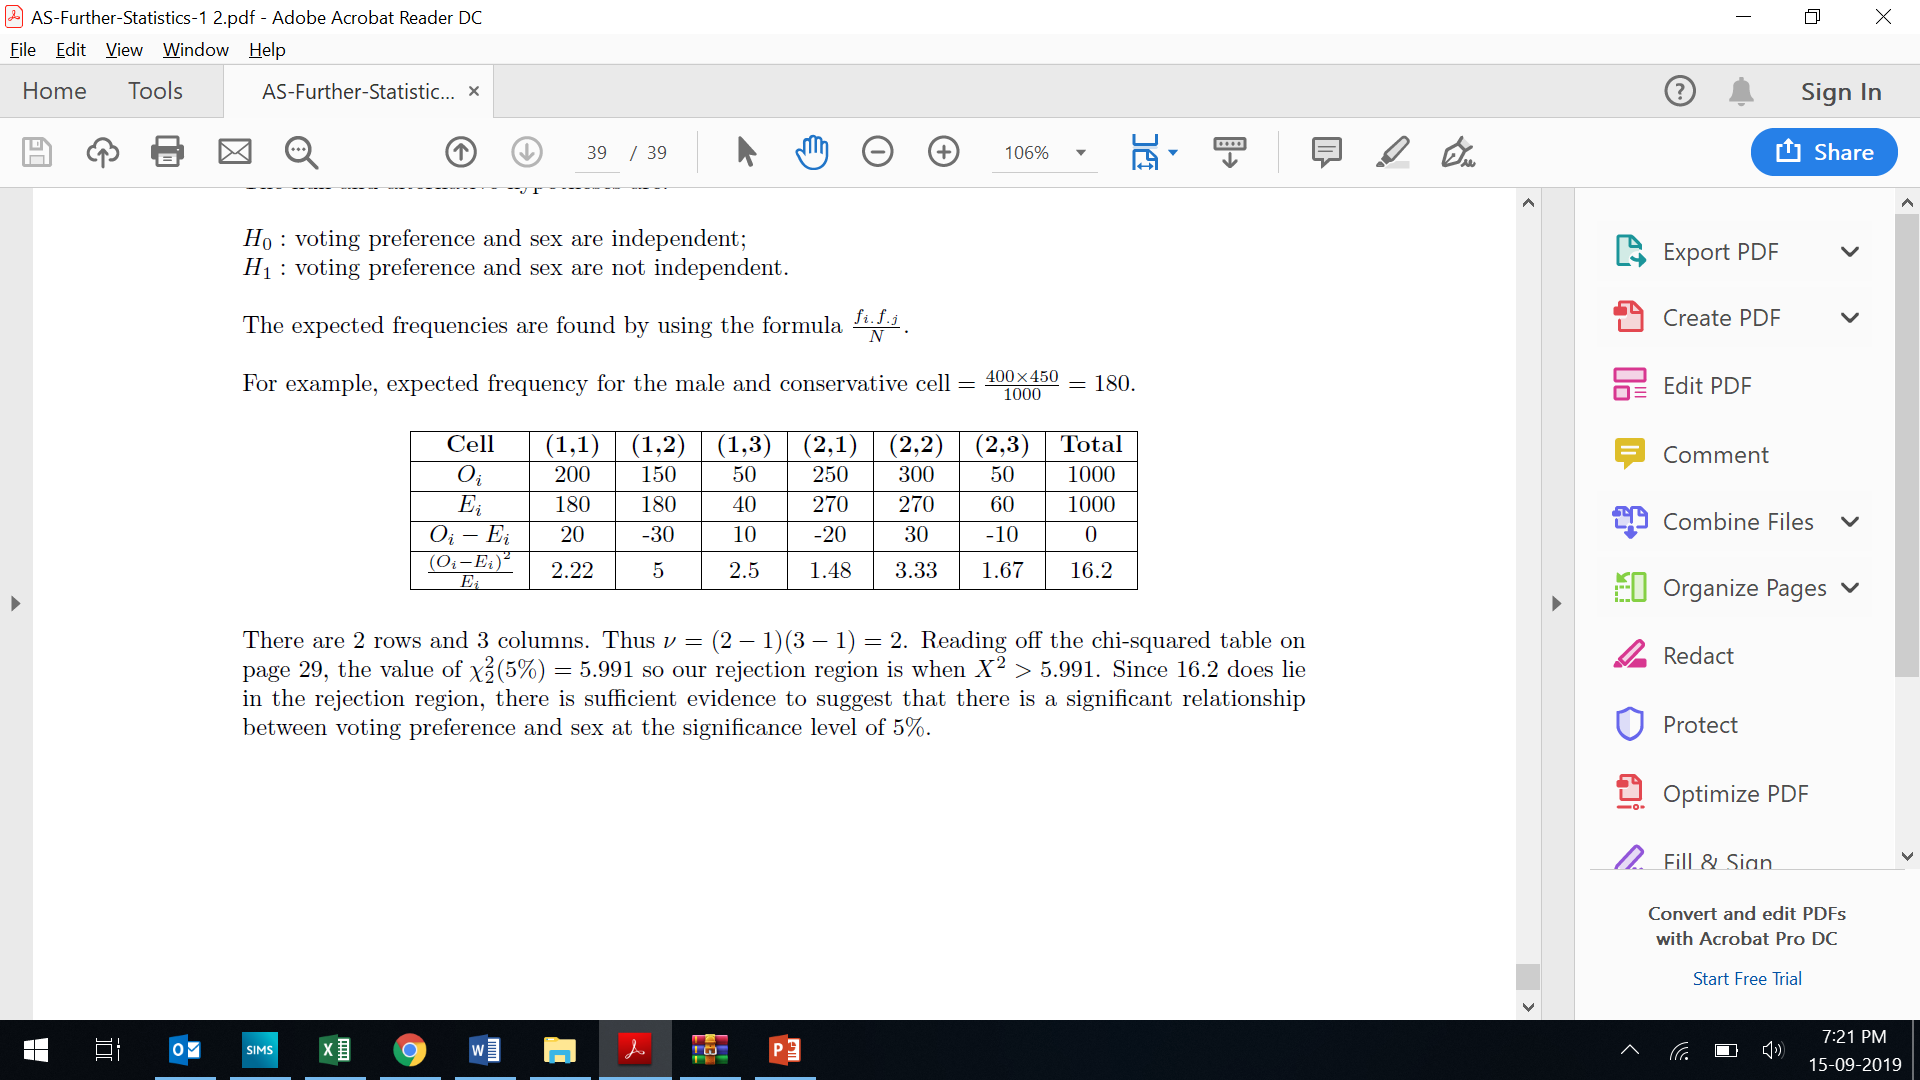 AS-Further-Statistics-1 2.pdf - Adobe Acrobat Reader DC
File Edit View Window Help
Home Tools AS-Further-Statistic... × Sign In
39 / 39 106% Share
H₀ : voting preference and sex are independent;
H₁ : voting preference and sex are not independent.
The expected frequencies are found by using the formula f_{i.}f_{.j}/N.
For example, expected frequency for the male and conservative cell = 400×450/1000 = 180.
Cell (1,1) (1,2) (1,3) (2,1) (2,2) (2,3) Total
Oᵢ 200 150 50 250 300 50 1000
Eᵢ 180 180 40 270 270 60 1000
Oᵢ − Eᵢ 20 -30 10 -20 30 -10 0
(Oᵢ−Eᵢ)²/Eᵢ 2.22 5 2.5 1.48 3.33 1.67 16.2
There are 2 rows and 3 columns. Thus ν = (2 − 1)(3 − 1) = 2. Reading off the chi-squared table on
page 29, the value of χ²₂(5%) = 5.991 so our rejection region is when X² > 5.991. Since 16.2 does lie
in the rejection region, there is sufficient evidence to suggest that there is a significant relationship
between voting preference and sex at the significance level of 5%.
Export PDF
Create PDF
Edit PDF
Comment
Combine Files
Organize Pages
Redact
Protect
Optimize PDF
Fill & Sign
Convert and edit PDFs
with Acrobat Pro DC
Start Free Trial
SIMS
7:21 PM
15-09-2019